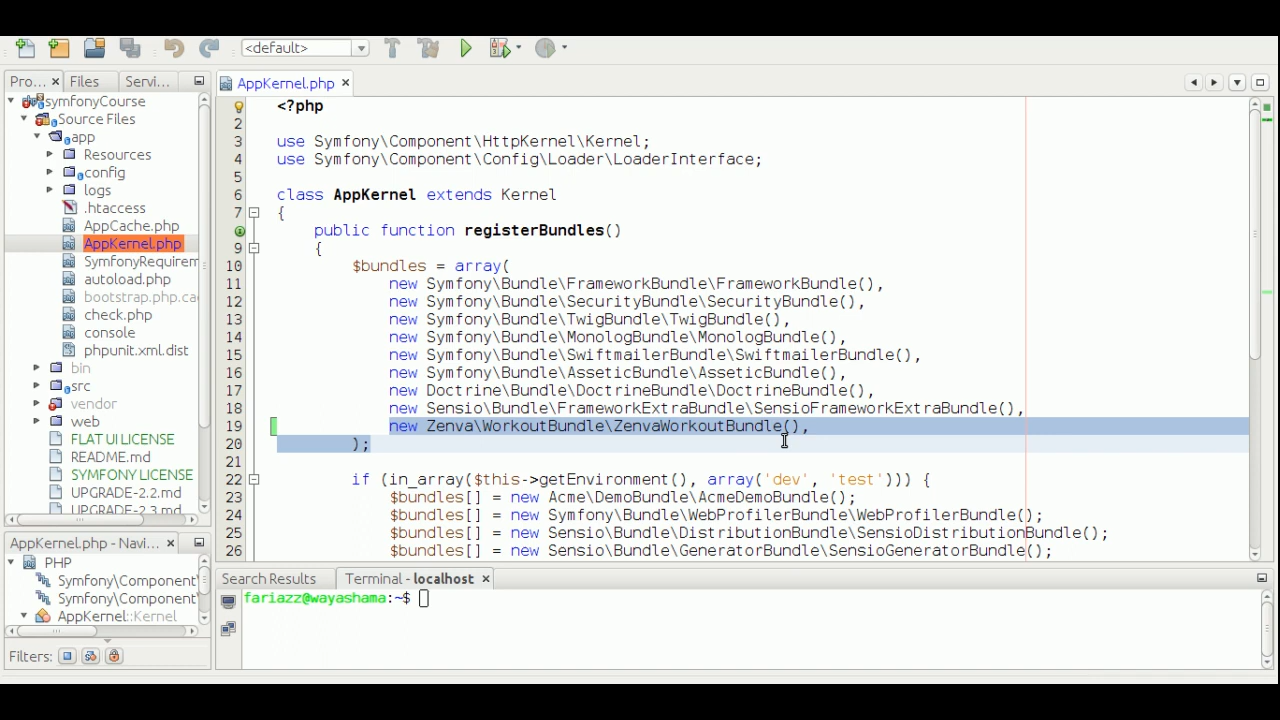 <default>
Pro... × Files Servi...
AppKernel.php ×
symfonyCourse
Source Files
app
Resources
config
logs
.htaccess
AppCache.php
AppKernel.php
SymfonyRequirem
autoload.php
bootstrap.php.ca
check.php
console
phpunit.xml.dist
bin
src
vendor
web
FLAT UI LICENSE
README.md
SYMFONY LICENSE
UPGRADE-2.2.md
UPGRADE-2.3.md
<?php
2
3 use Symfony\Component\HttpKernel\Kernel;
4 use Symfony\Component\Config\Loader\LoaderInterface;
5
6 class AppKernel extends Kernel
7 {
public function registerBundles()
9 {
10 $bundles = array(
11 new Symfony\Bundle\FrameworkBundle\FrameworkBundle(),
12 new Symfony\Bundle\SecurityBundle\SecurityBundle(),
13 new Symfony\Bundle\TwigBundle\TwigBundle(),
14 new Symfony\Bundle\MonologBundle\MonologBundle(),
15 new Symfony\Bundle\SwiftmailerBundle\SwiftmailerBundle(),
16 new Symfony\Bundle\AsseticBundle\AsseticBundle(),
17 new Doctrine\Bundle\DoctrineBundle\DoctrineBundle(),
18 new Sensio\Bundle\FrameworkExtraBundle\SensioFrameworkExtraBundle(),
19 new Zenva\WorkoutBundle\ZenvaWorkoutBundle(),
20 );
21
22 if (in_array($this->getEnvironment(), array('dev', 'test'))) {
23 $bundles[] = new Acme\DemoBundle\AcmeDemoBundle();
24 $bundles[] = new Symfony\Bundle\WebProfilerBundle\WebProfilerBundle();
25 $bundles[] = new Sensio\Bundle\DistributionBundle\SensioDistributionBundle();
26 $bundles[] = new Sensio\Bundle\GeneratorBundle\SensioGeneratorBundle();
AppKernel.php - Navi... ×
PHP
Symfony\Component\
Symfony\Component\
AppKernel::Kernel
Filters:
Search Results Terminal - localhost ×
fariazz@wayashama:~$